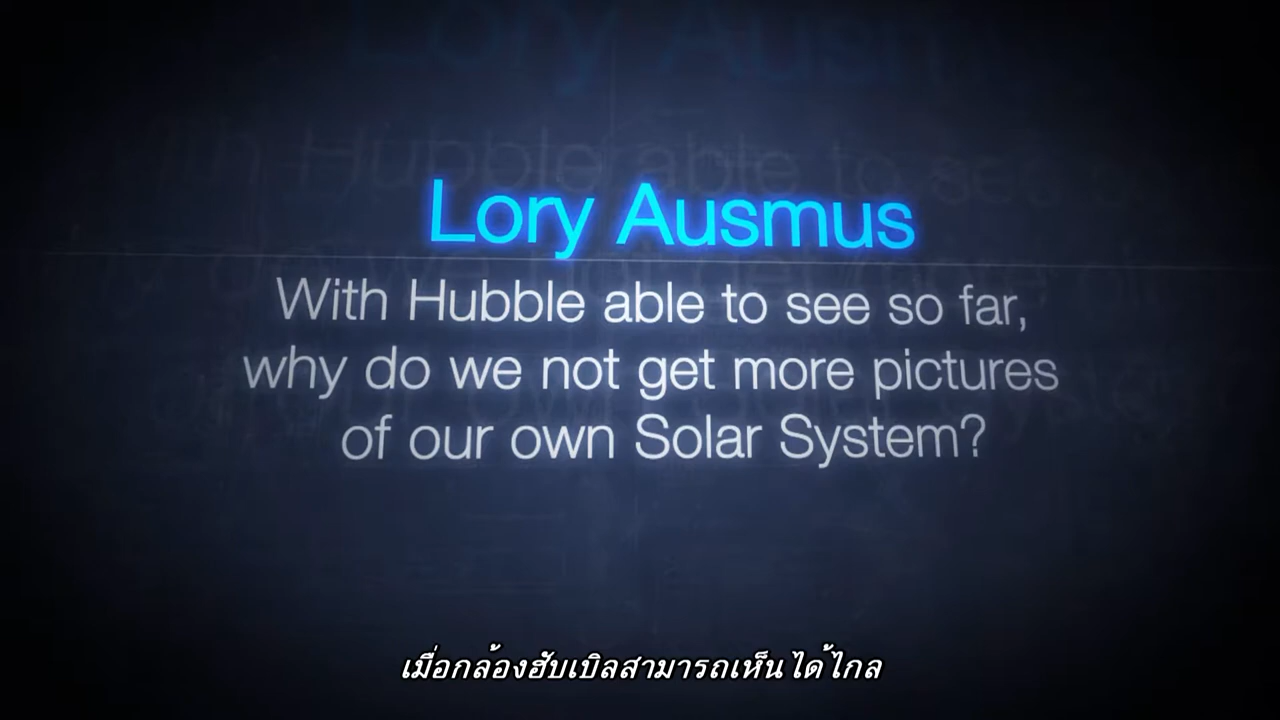 Lory Ausmus
With Hubble able to see so far,
why do we not get more pictures
of our own Solar System?
เมื่อกล้องฮับเบิลสามารถเห็นได้ไกล